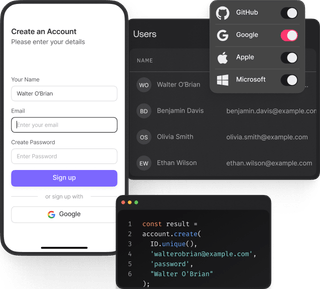 Create an Account
Please enter your details
Your Name
Walter O'Brian
Email
Enter your email
Create Password
Enter Password
Sign up
or sign up with
Google
Users
NAME
WO
Walter O'Brian
BD
Benjamin Davis
benjamin.davis@example.com
OS
Olivia Smith
olivia.smith@example.com
EW
Ethan Wilson
ethan.wilson@example.com
GitHub
Google
Apple
Microsoft
1 const result =
2 account.create(
3 ID.unique(),
4 'walterobrian@example.com',
5 'password',
6 "Walter O'Brian"
);